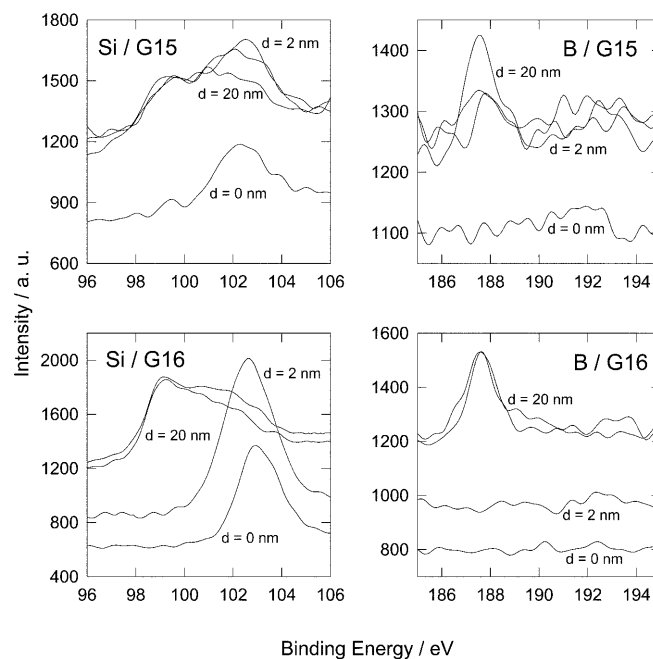 Si / G15
d = 2 nm
d = 20 nm
d = 0 nm
1800
1500
1200
900
600
96 98 100 102 104 106
B / G15
d = 20 nm
d = 2 nm
d = 0 nm
1400
1300
1200
1100
186 188 190 192 194
Si / G16
d = 2 nm
d = 20 nm
d = 0 nm
2000
1600
1200
800
400
96 98 100 102 104 106
B / G16
d = 20 nm
d = 2 nm
d = 0 nm
1600
1400
1200
1000
800
186 188 190 192 194
Intensity / a. u.
Binding Energy / eV